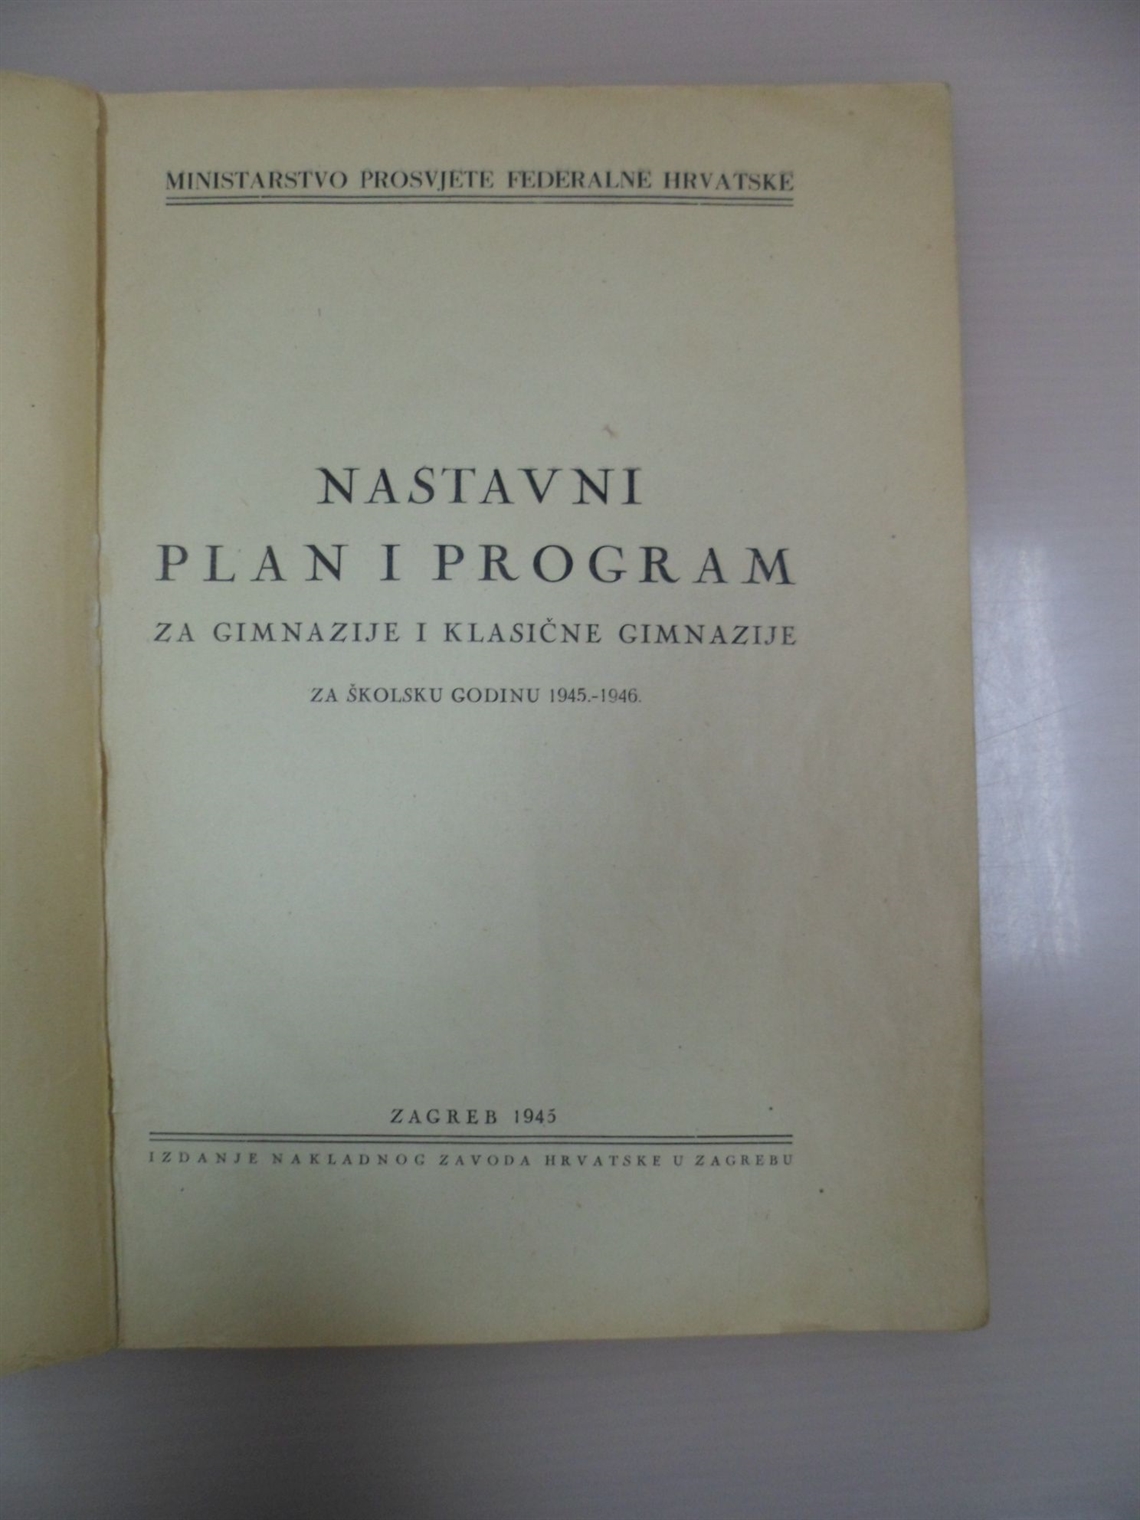 MINISTARSTVO PROSVJETE FEDERALNE HRVATSKE
NASTAVNI
PLAN I PROGRAM
ZA GIMNAZIJE I KLASIČNE GIMNAZIJE
ZA ŠKOLSKU GODINU 1945.-1946.
ZAGREB 1945
IZDANJE NAKLADNOG ZAVODA HRVATSKE U ZAGREBU